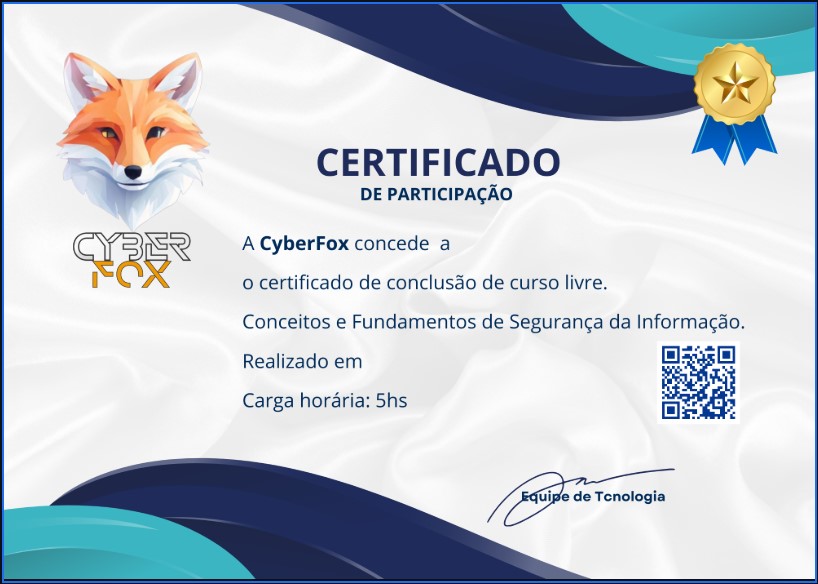 CERTIFICADO
DE PARTICIPAÇÃO
CYBER
FOX
A CyberFox concede a
o certificado de conclusão de curso livre.
Conceitos e Fundamentos de Segurança da Informação.
Realizado em
Carga horária: 5hs
Equipe de Tcnologia